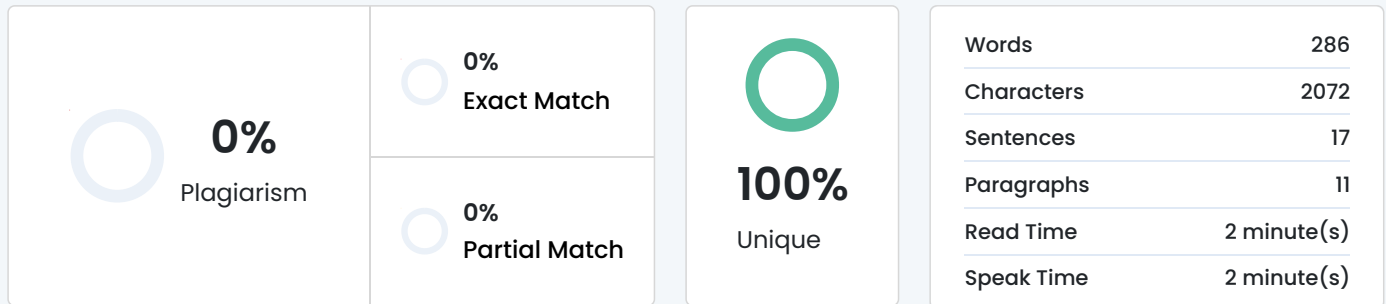 0%
Plagiarism
0%
Exact Match
0%
Partial Match
100%
Unique
Words 286
Characters 2072
Sentences 17
Paragraphs 11
Read Time 2 minute(s)
Speak Time 2 minute(s)